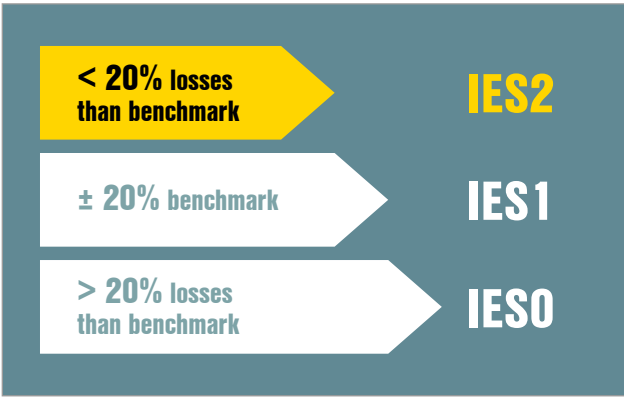 < 20% losses
than benchmark
IES2
± 20% benchmark
IES1
> 20% losses
than benchmark
IES0